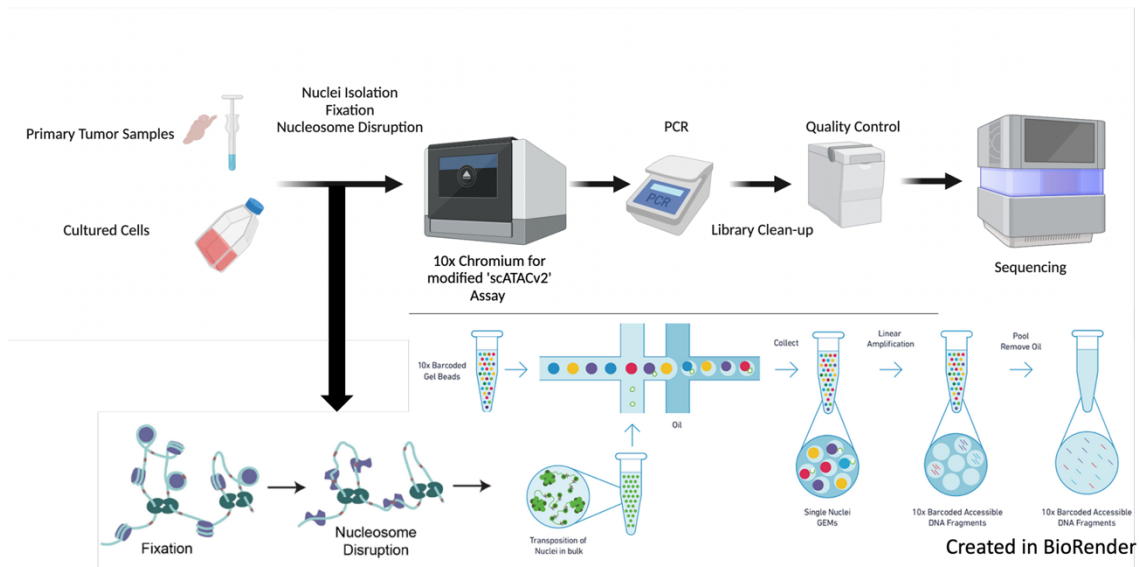 Nuclei Isolation
Fixation
Nucleosome Disruption
Primary Tumor Samples
Cultured Cells
10x Chromium for
modified 'scATACv2'
Assay
PCR
PCR
Library Clean-up
Quality Control
Sequencing
10x Barcoded
Gel Beads
Oil
Collect
Linear
Amplification
Pool
Remove Oil
Fixation
Nucleosome
Disruption
Transposition of
Nuclei in bulk
Single Nuclei
GEMs
10x Barcoded Accessible
DNA Fragments
10x Barcoded Accessible
DNA Fragments
Created in BioRender